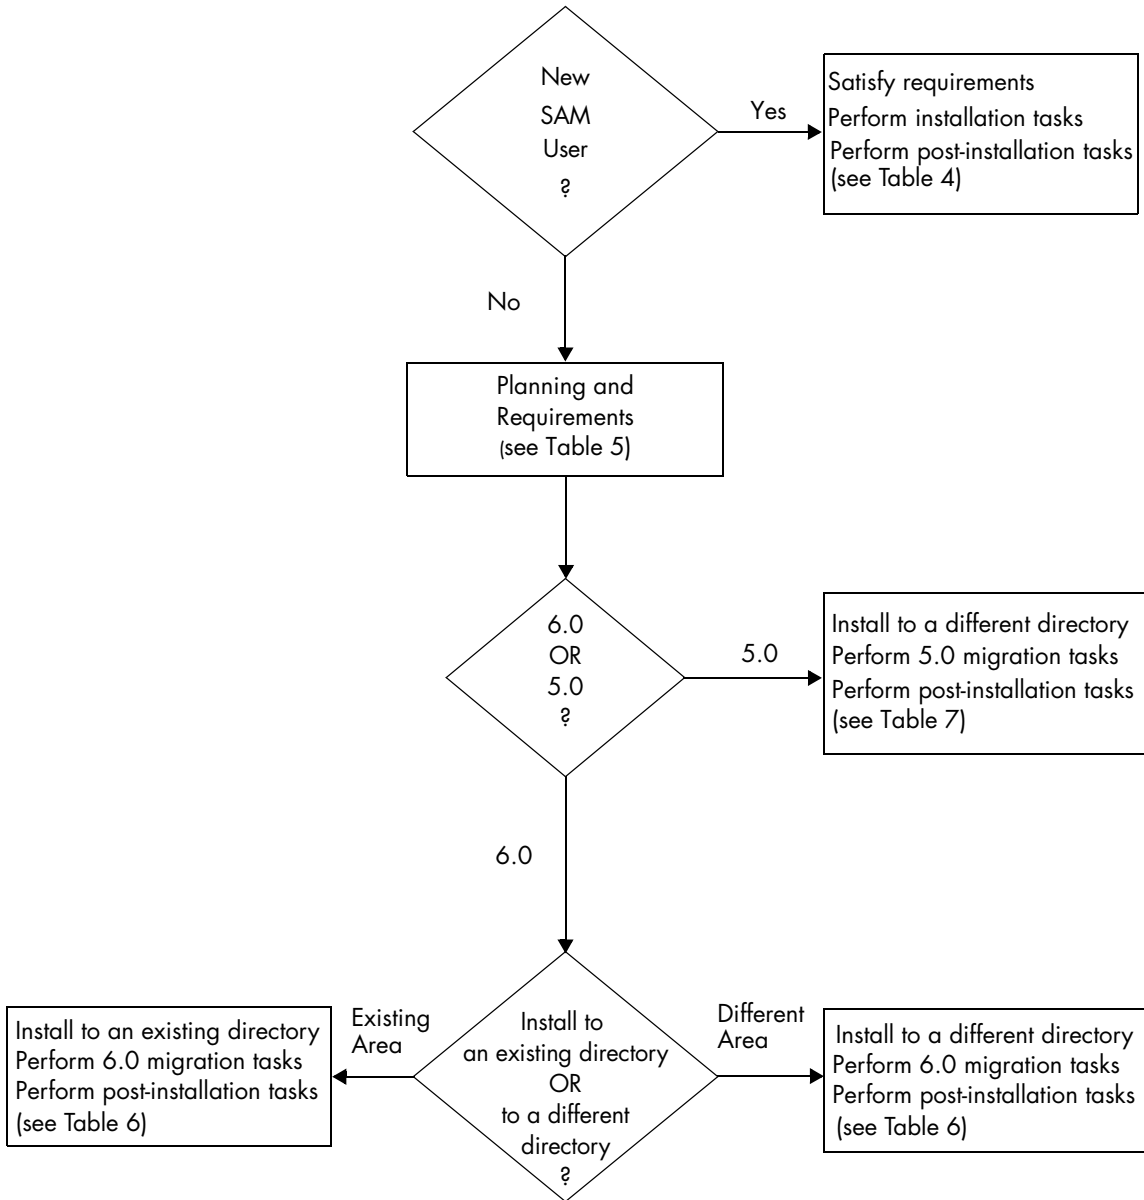 New
SAM
User
?
Yes
Satisfy requirements
Perform installation tasks
Perform post-installation tasks
(see Table 4)
No
Planning and
Requirements
(see Table 5)
6.0
OR
5.0
?
5.0
Install to a different directory
Perform 5.0 migration tasks
Perform post-installation tasks
(see Table 7)
6.0
Install to
an existing directory
OR
to a different
directory
?
Existing
Area
Install to an existing directory
Perform 6.0 migration tasks
Perform post-installation tasks
(see Table 6)
Different
Area
Install to a different directory
Perform 6.0 migration tasks
Perform post-installation tasks
(see Table 6)